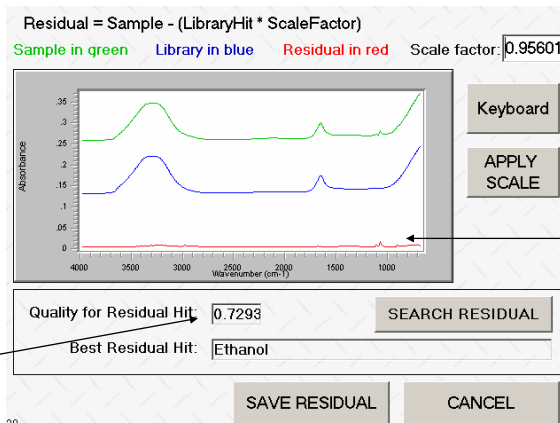 Residual = Sample - (LibraryHit * ScaleFactor)
Sample in green Library in blue Residual in red Scale factor: 0.95601
Keyboard
APPLY
SCALE
Absorbance
.35
.3
.25
.2
.15
.1
.05
0
4000 3500 3000 2500 2000 1500 1000
Wavenumber (cm-1)
Quality for Residual Hit: 0.7293
SEARCH RESIDUAL
Best Residual Hit: Ethanol
SAVE RESIDUAL CANCEL